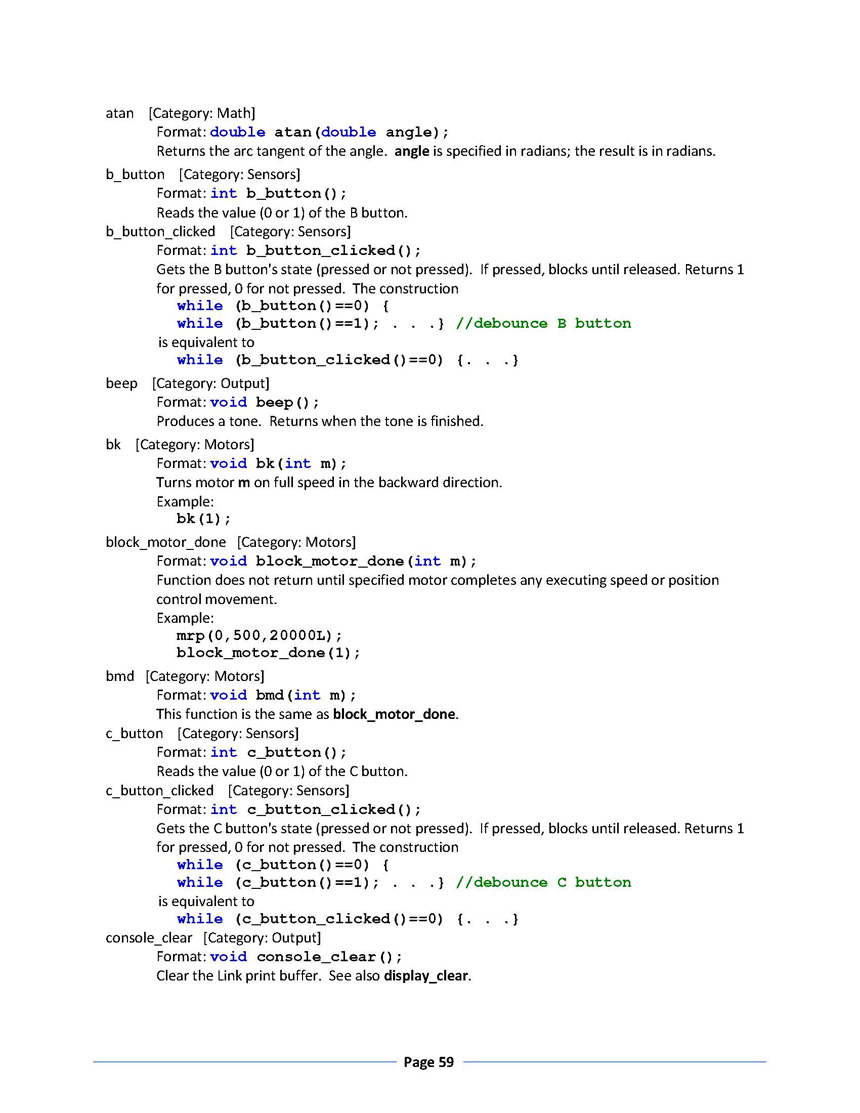 atan [Category: Math]
Format: double atan(double angle);
Returns the arc tangent of the angle. angle is specified in radians; the result is in radians.
b_button [Category: Sensors]
Format: int b_button();
Reads the value (0 or 1) of the B button.
b_button_clicked [Category: Sensors]
Format: int b_button_clicked();
Gets the B button's state (pressed or not pressed). If pressed, blocks until released. Returns 1
for pressed, 0 for not pressed. The construction
while (b_button()==0) {
while (b_button()==1); . . .} //debounce B button
is equivalent to
while (b_button_clicked()==0) {. . .}
beep [Category: Output]
Format: void beep();
Produces a tone. Returns when the tone is finished.
bk [Category: Motors]
Format: void bk(int m);
Turns motor m on full speed in the backward direction.
Example:
bk(1);
block_motor_done [Category: Motors]
Format: void block_motor_done(int m);
Function does not return until specified motor completes any executing speed or position
control movement.
Example:
mrp(0,500,20000L);
block_motor_done(1);
bmd [Category: Motors]
Format: void bmd(int m);
This function is the same as block_motor_done.
c_button [Category: Sensors]
Format: int c_button();
Reads the value (0 or 1) of the C button.
c_button_clicked [Category: Sensors]
Format: int c_button_clicked();
Gets the C button's state (pressed or not pressed). If pressed, blocks until released. Returns 1
for pressed, 0 for not pressed. The construction
while (c_button()==0) {
while (c_button()==1); . . .} //debounce C button
is equivalent to
while (c_button_clicked()==0) {. . .}
console_clear [Category: Output]
Format: void console_clear();
Clear the Link print buffer. See also display_clear.
Page 59